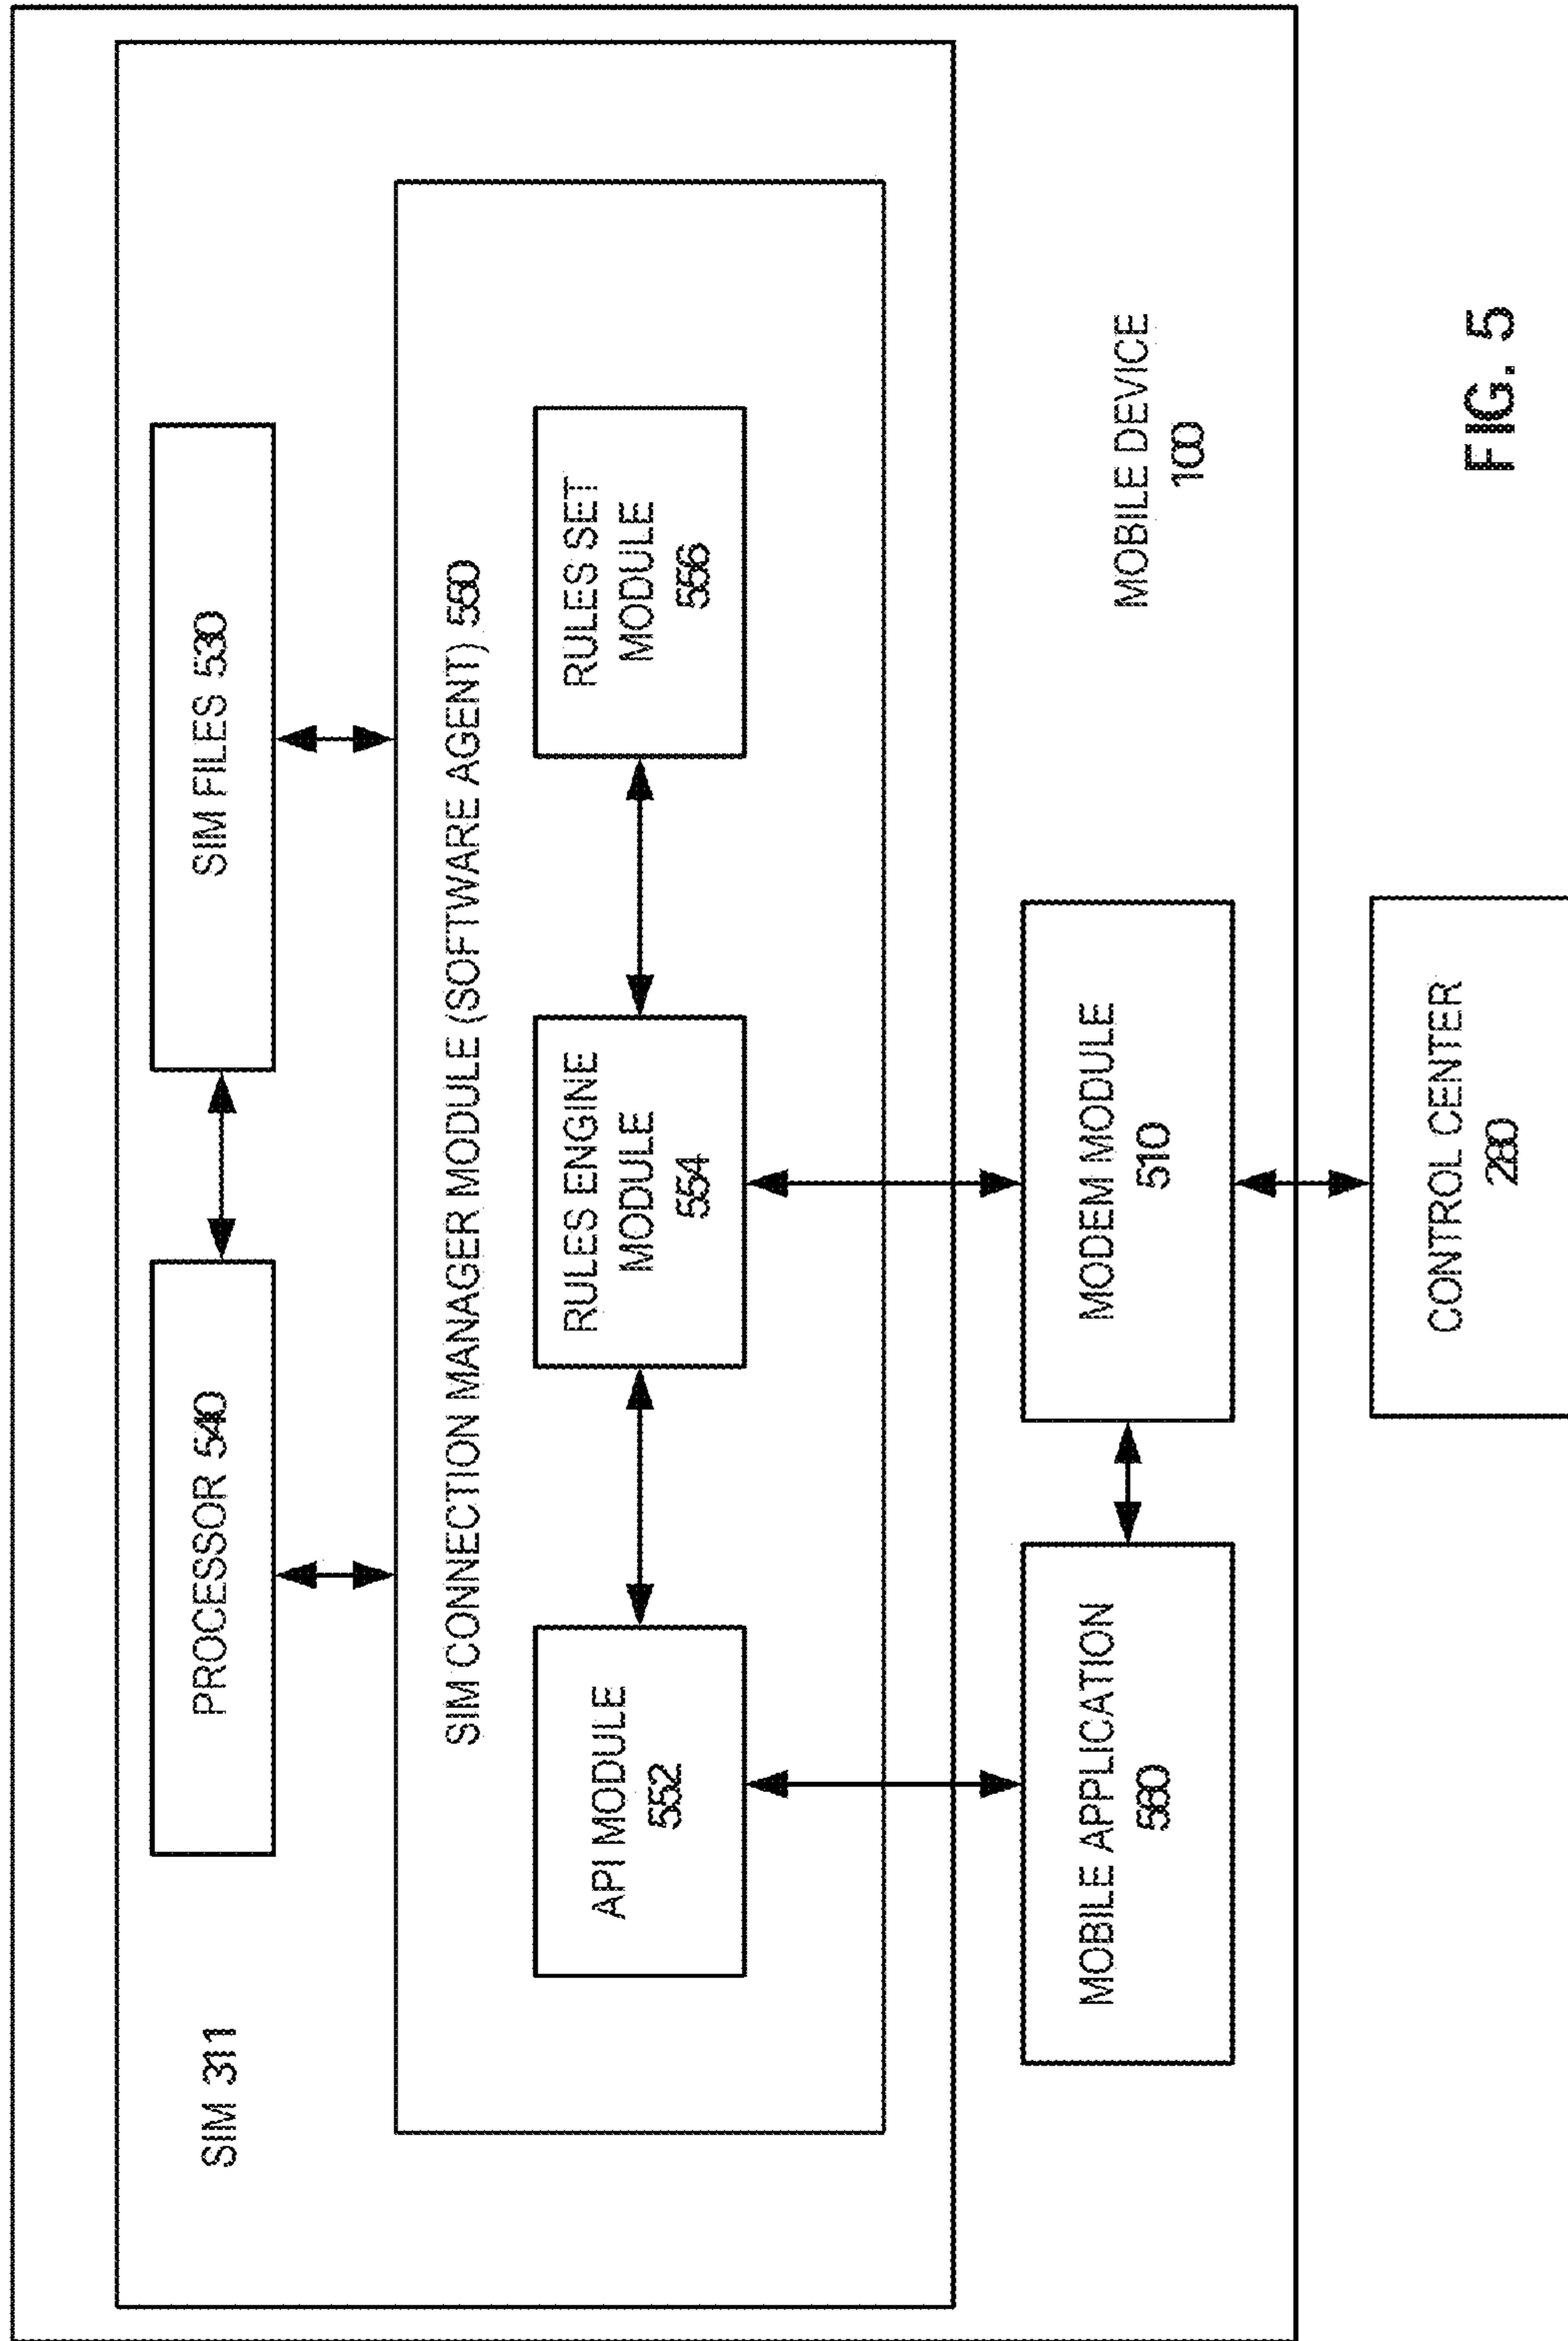 SIM 311
PROCESSOR 540
SIM FILES 530
SIM CONNECTION MANAGER MODULE (SOFTWARE AGENT) 550
API MODULE
552
RULES ENGINE
MODULE
554
RULES SET
MODULE
556
MOBILE APPLICATION
560
MODEM MODULE
510
MOBILE DEVICE
100
CONTROL CENTER
280
FIG. 5